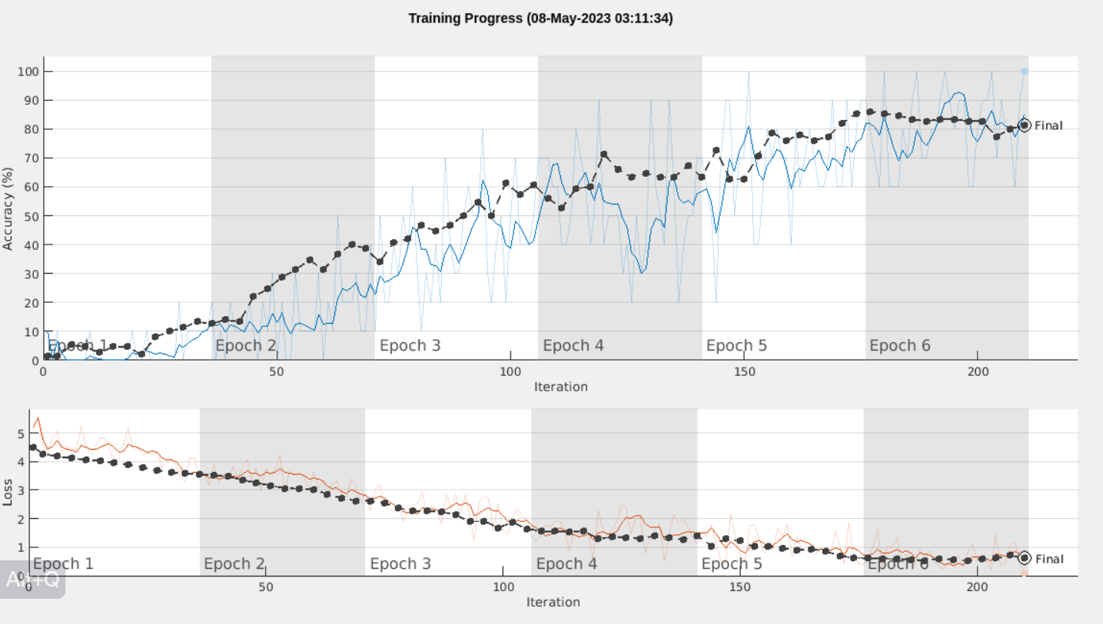 Training Progress (08-May-2023 03:11:34)
100
90
80
70
60
50
40
30
20
10
0
Accuracy (%)
Final
Epoch 1
Epoch 2
Epoch 3
Epoch 4
Epoch 5
Epoch 6
0
50
100
150
200
Iteration
5
4
3
2
1
0
Loss
Final
Epoch 1
Epoch 2
Epoch 3
Epoch 4
Epoch 5
Epoch 6
0
50
100
150
200
Iteration